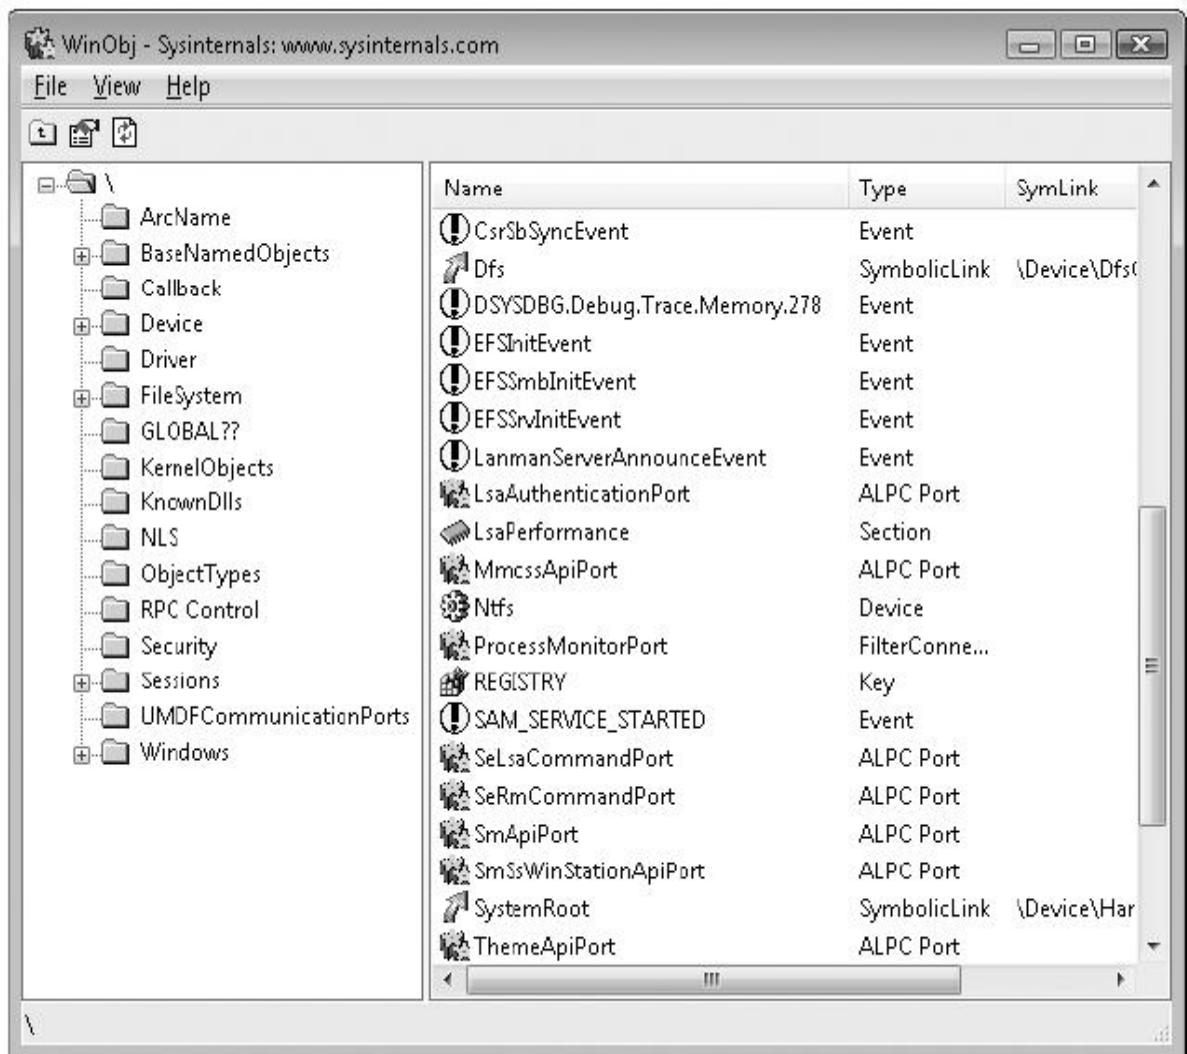 WinObj - Sysinternals: www.sysinternals.com
File View Help
\
ArcName
BaseNamedObjects
Callback
Device
Driver
FileSystem
GLOBAL??
KernelObjects
KnownDlls
NLS
ObjectTypes
RPC Control
Security
Sessions
UMDFCommunicationPorts
Windows
Name Type SymLink
CsrSbSyncEvent Event
Dfs SymbolicLink \Device\Dfs
DSYSDBG.Debug.Trace.Memory.278 Event
EFSInitEvent Event
EFSSmbInitEvent Event
EFSSrvInitEvent Event
LanmanServerAnnounceEvent Event
LsaAuthenticationPort ALPC Port
LsaPerformance Section
MmcssApiPort ALPC Port
Ntfs Device
ProcessMonitorPort FilterConne...
REGISTRY Key
SAM_SERVICE_STARTED Event
SeLsaCommandPort ALPC Port
SeRmCommandPort ALPC Port
SmApiPort ALPC Port
SmSsWinStationApiPort ALPC Port
SystemRoot SymbolicLink \Device\Har
ThemeApiPort ALPC Port
\